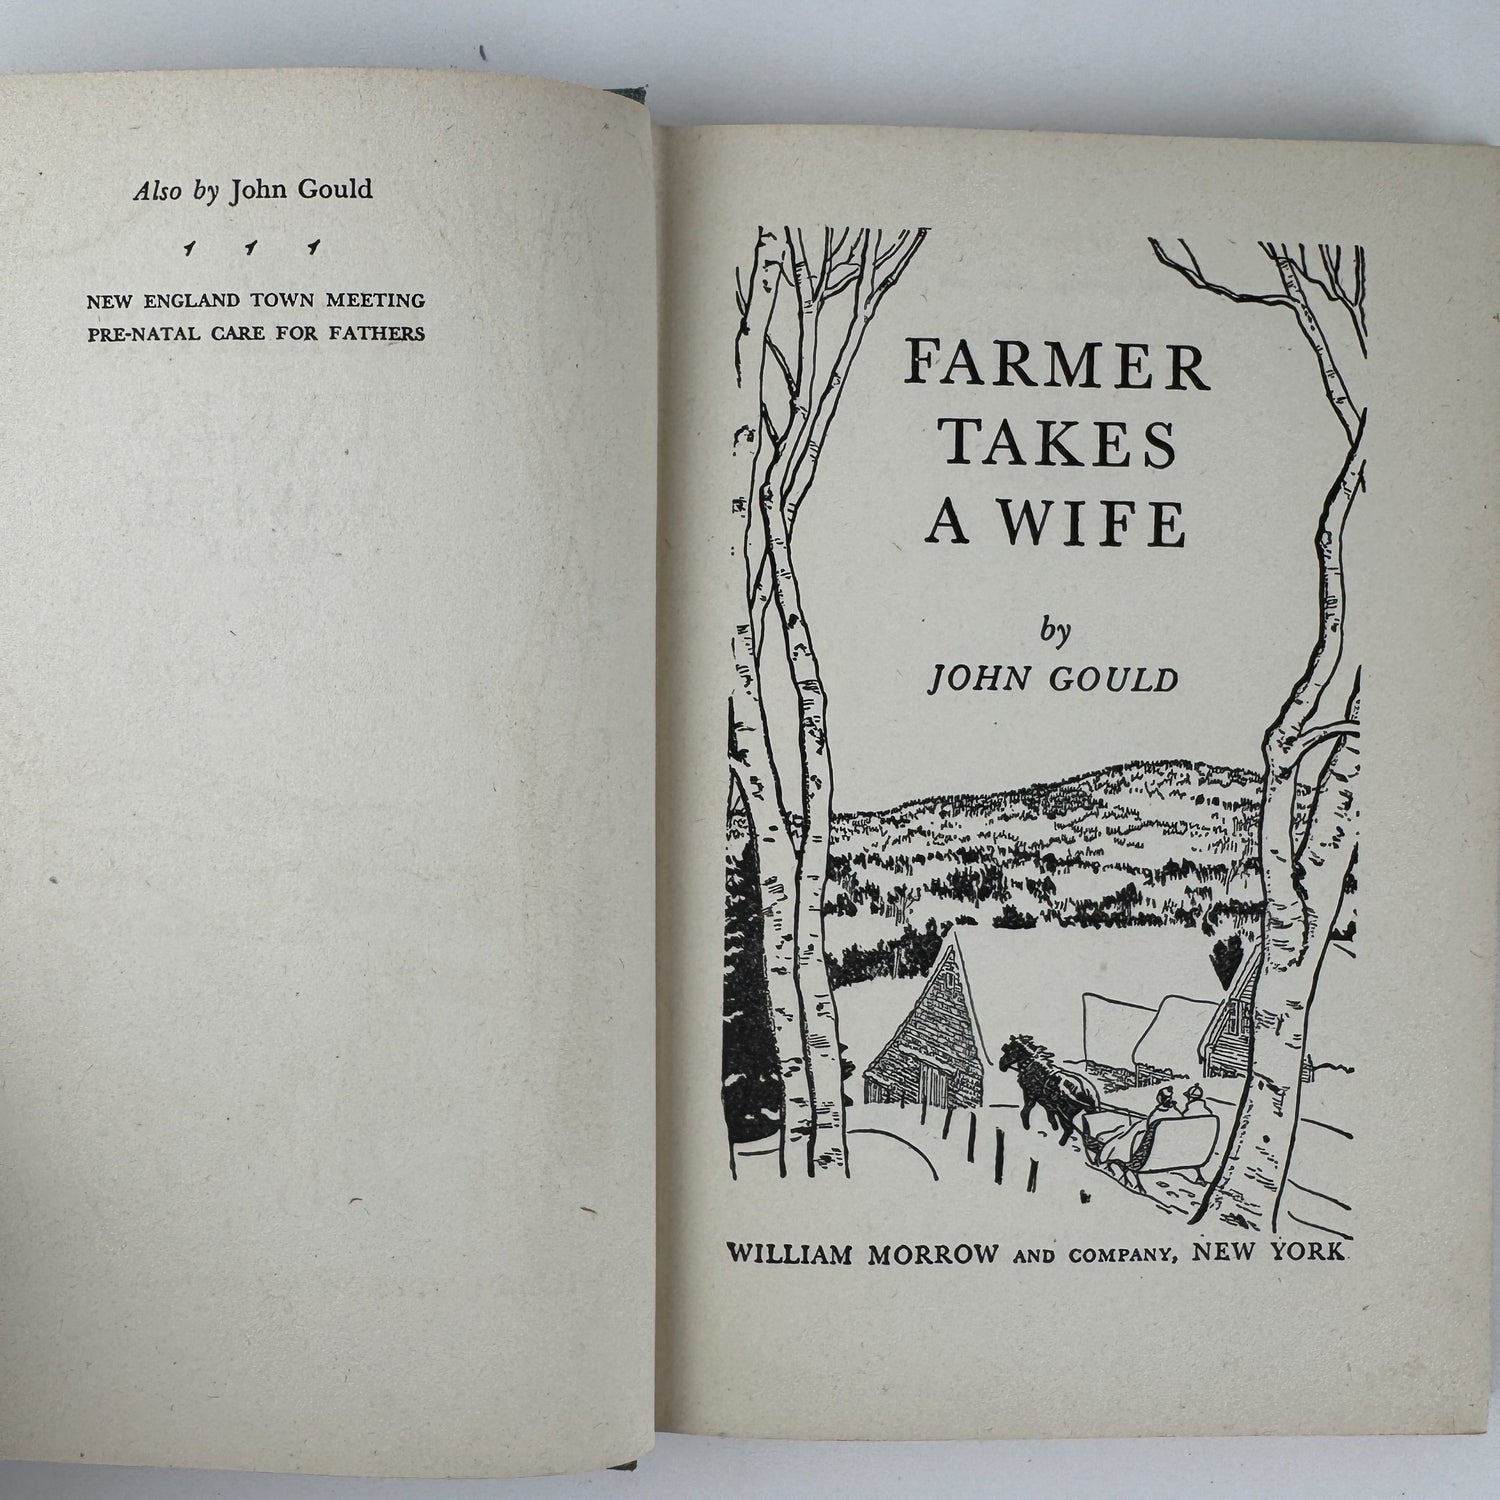 Also by John Gould
NEW ENGLAND TOWN MEETING
PRE-NATAL CARE FOR FATHERS
FARMER
TAKES
A WIFE
by
JOHN GOULD
WILLIAM MORROW AND COMPANY, NEW YORK